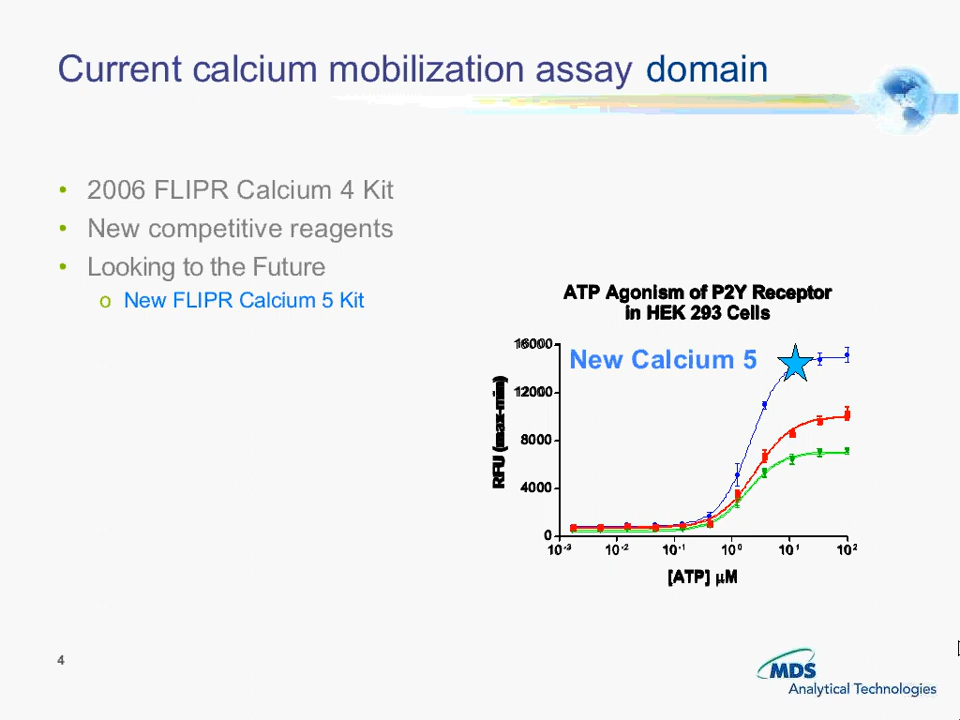 Current calcium mobilization assay domain
• 2006 FLIPR Calcium 4 Kit
• New competitive reagents
• Looking to the Future
o New FLIPR Calcium 5 Kit
ATP Agonism of P2Y Receptor
in HEK 293 Cells
New Calcium 5
16000
12000
8000
4000
0
RFU (max-min)
10⁻³ 10⁻² 10⁻¹ 10⁰ 10¹ 10²
[ATP] µM
4
MDS
Analytical Technologies